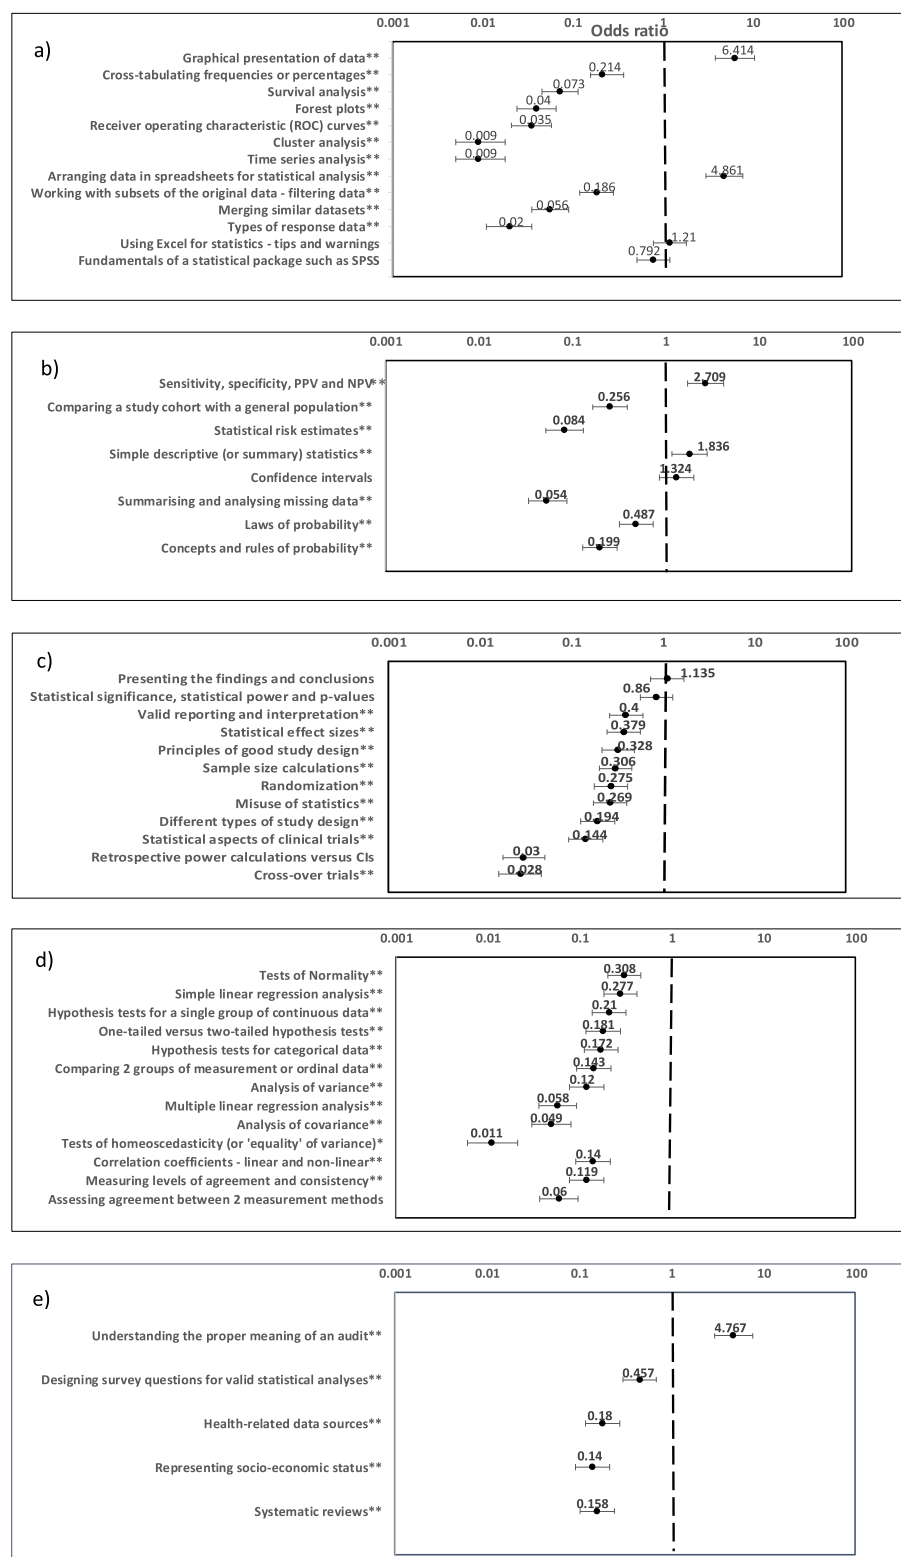 0.001 0.01 0.1 1 10 100
Odds ratio
a)
Graphical presentation of data** 6.414
Cross-tabulating frequencies or percentages** 0.214
Survival analysis** 0.073
Forest plots** 0.04
Receiver operating characteristic (ROC) curves** 0.035
Cluster analysis** 0.009
Time series analysis** 0.009
Arranging data in spreadsheets for statistical analysis** 4.861
Working with subsets of the original data - filtering data** 0.186
Merging similar datasets** 0.056
Types of response data** 0.02
Using Excel for statistics - tips and warnings 1.21
Fundamentals of a statistical package such as SPSS 0.792
0.001 0.01 0.1 1 10 100
b)
Sensitivity, specificity, PPV and NPV** 2.709
Comparing a study cohort with a general population** 0.256
Statistical risk estimates** 0.084
Simple descriptive (or summary) statistics** 1.836
Confidence intervals 1.324
Summarising and analysing missing data** 0.054
Laws of probability** 0.487
Concepts and rules of probability** 0.199
0.001 0.01 0.1 1 10 100
c)
Presenting the findings and conclusions 1.135
Statistical significance, statistical power and p-values 0.86
Valid reporting and interpretation** 0.4
Statistical effect sizes** 0.379
Principles of good study design** 0.328
Sample size calculations** 0.306
Randomization** 0.275
Misuse of statistics** 0.269
Different types of study design** 0.194
Statistical aspects of clinical trials** 0.144
Retrospective power calculations versus CIs 0.03
Cross-over trials** 0.028
0.001 0.01 0.1 1 10 100
d)
Tests of Normality** 0.308
Simple linear regression analysis** 0.277
Hypothesis tests for a single group of continuous data** 0.21
One-tailed versus two-tailed hypothesis tests** 0.181
Hypothesis tests for categorical data** 0.172
Comparing 2 groups of measurement or ordinal data** 0.143
Analysis of variance** 0.12
Multiple linear regression analysis** 0.058
Analysis of covariance** 0.049
Tests of homeoscedasticity (or 'equality' of variance)* 0.011
Correlation coefficients - linear and non-linear** 0.14
Measuring levels of agreement and consistency** 0.119
Assessing agreement between 2 measurement methods 0.06
0.001 0.01 0.1 1 10 100
e)
Understanding the proper meaning of an audit** 4.767
Designing survey questions for valid statistical analyses** 0.457
Health-related data sources** 0.18
Representing socio-economic status** 0.14
Systematic reviews** 0.158